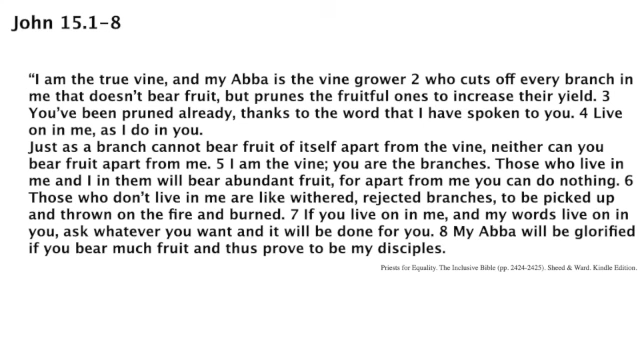 John 15.1-8
“I am the true vine, and my Abba is the vine grower 2 who cuts off every branch in
me that doesn't bear fruit, but prunes the fruitful ones to increase their yield. 3
You've been pruned already, thanks to the word that I have spoken to you. 4 Live
on in me, as I do in you.
Just as a branch cannot bear fruit of itself apart from the vine, neither can you
bear fruit apart from me. 5 I am the vine; you are the branches. Those who live in
me and I in them will bear abundant fruit, for apart from me you can do nothing. 6
Those who don't live in me are like withered, rejected branches, to be picked up
and thrown on the fire and burned. 7 If you live on in me, and my words live on in
you, ask whatever you want and it will be done for you. 8 My Abba will be glorified
if you bear much fruit and thus prove to be my disciples.
Priests for Equality. The Inclusive Bible (pp. 2424-2425). Sheed & Ward. Kindle Edition.